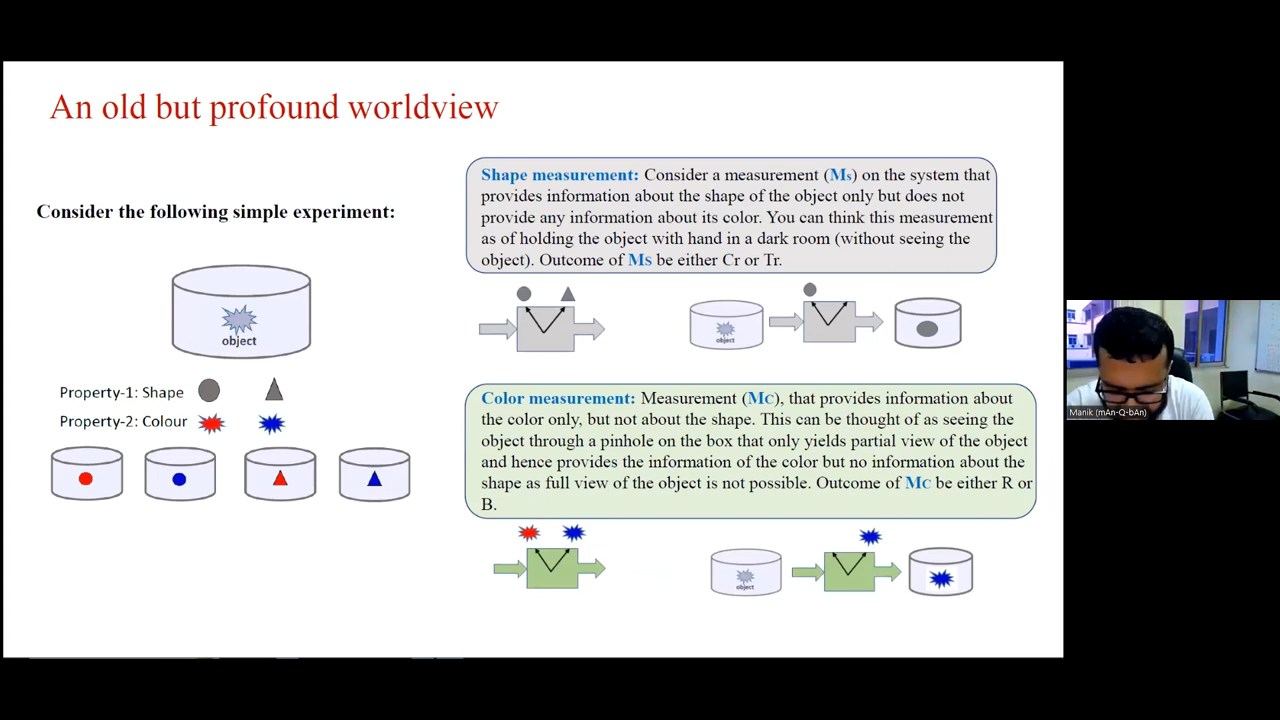 An old but profound worldview
Consider the following simple experiment:
object
Property-1: Shape
Property-2: Colour
Shape measurement: Consider a measurement (Ms) on the system that
provides information about the shape of the object only but does not
provide any information about its color. You can think this measurement
as of holding the object with hand in a dark room (without seeing the
object). Outcome of Ms be either Cr or Tr.
object
Color measurement: Measurement (Mc), that provides information about
the color only, but not about the shape. This can be thought of as seeing the
object through a pinhole on the box that only yields partial view of the object
and hence provides the information of the color but no information about the
shape as full view of the object is not possible. Outcome of Mc be either R or
B.
object
Manik (mAn-Q-bAn)